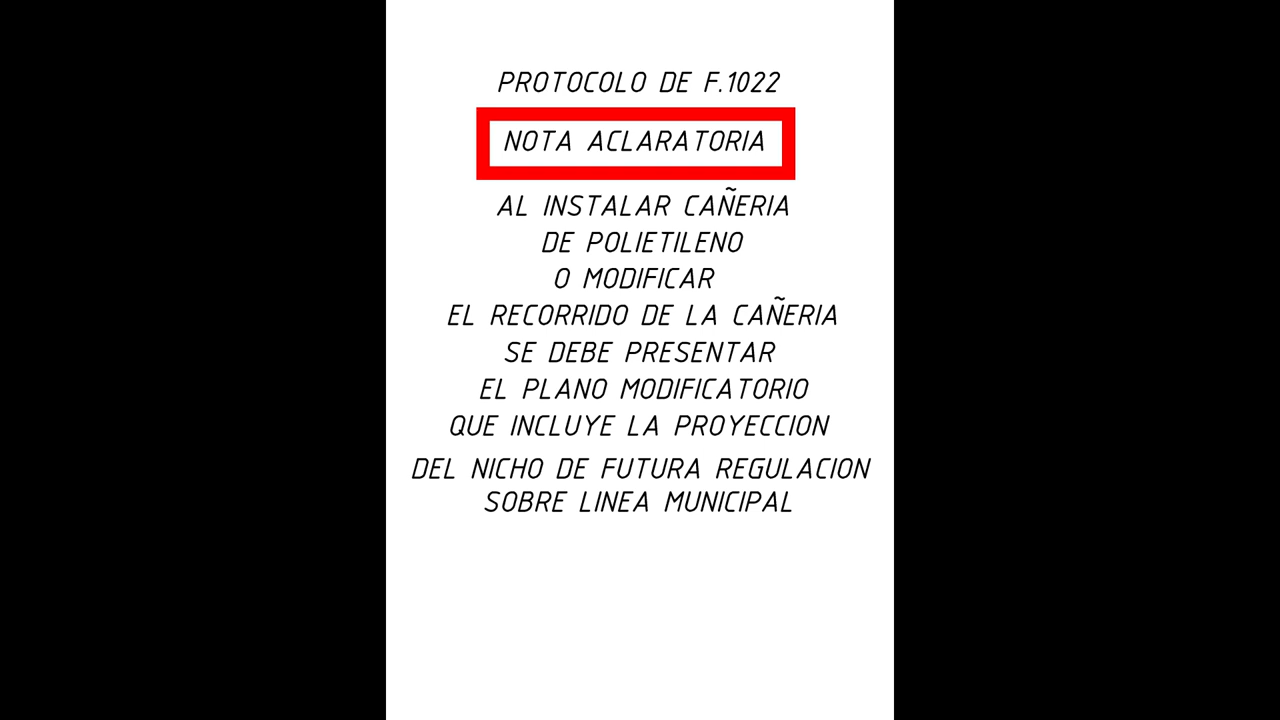 PROTOCOLO DE F.1022
NOTA ACLARATORIA
AL INSTALAR CAÑERIA
DE POLIETILENO
O MODIFICAR
EL RECORRIDO DE LA CAÑERIA
SE DEBE PRESENTAR
EL PLANO MODIFICATORIO
QUE INCLUYE LA PROYECCION
DEL NICHO DE FUTURA REGULACION
SOBRE LINEA MUNICIPAL